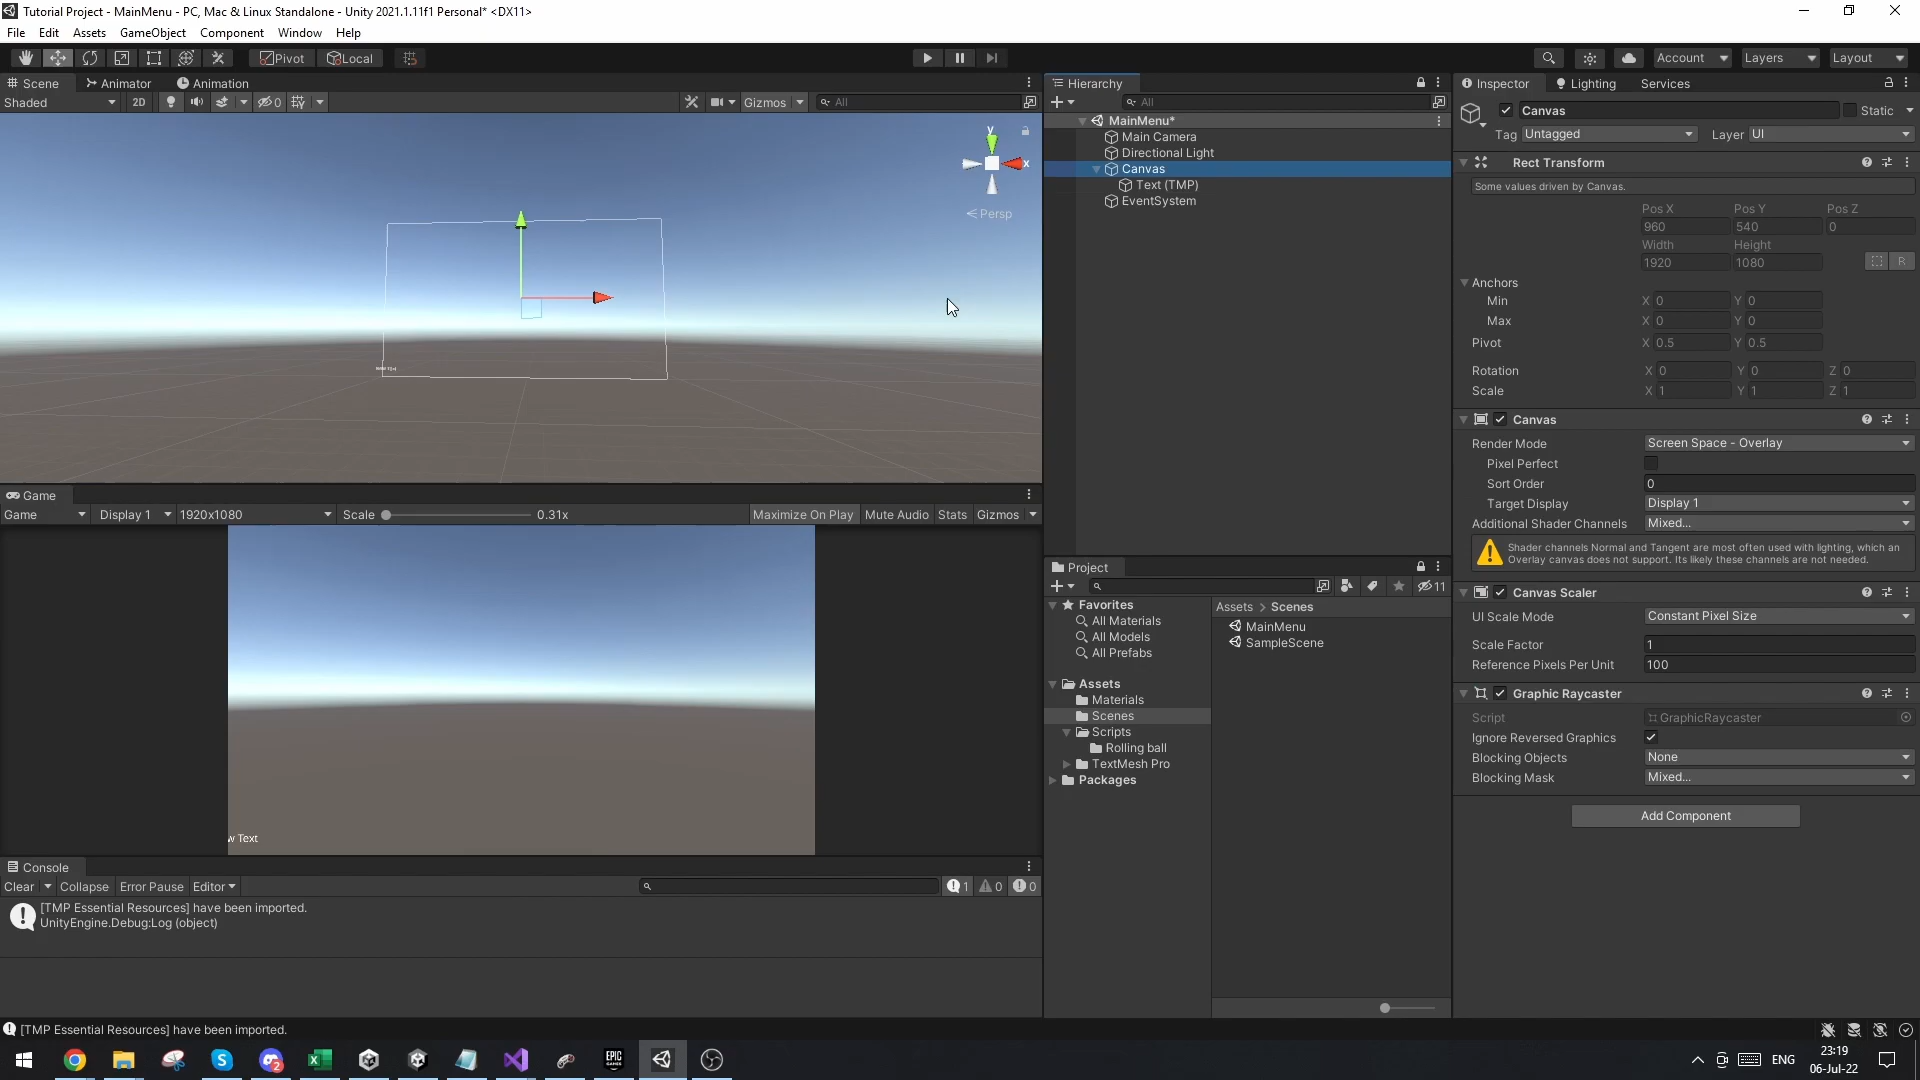 Tutorial Project - MainMenu - PC, Mac & Linux Standalone - Unity 2021.1.11f1 Personal* <DX11>
File Edit Assets GameObject Component Window Help
Pivot Local Account Layers Layout
Scene Animator Animation
Shaded 2D 0 Gizmos All
y
x
Persp
Game
Game Display 1 1920x1080 Scale 0.31x Maximize On Play Mute Audio Stats Gizmos
w Text
Console
Clear Collapse Error Pause Editor 1 0 0
[TMP Essential Resources] have been imported.
UnityEngine.Debug:Log (object)
Hierarchy
All
MainMenu*
Main Camera
Directional Light
Canvas
Text (TMP)
EventSystem
Project
11
Favorites
All Materials
All Models
All Prefabs
Assets
Materials
Scenes
Scripts
Rolling ball
TextMesh Pro
Packages
Assets > Scenes
MainMenu
SampleScene
Inspector Lighting Services
Canvas Static
Tag Untagged Layer UI
Rect Transform
Some values driven by Canvas.
Pos X Pos Y Pos Z
960 540 0
Width Height
1920 1080 R
Anchors
Min X 0 Y 0
Max X 0 Y 0
Pivot X 0.5 Y 0.5
Rotation X 0 Y 0 Z 0
Scale X 1 Y 1 Z 1
Canvas
Render Mode Screen Space - Overlay
Pixel Perfect
Sort Order 0
Target Display Display 1
Additional Shader Channels Mixed...
Shader channels Normal and Tangent are most often used with lighting, which an
Overlay canvas does not support. Its likely these channels are not needed.
Canvas Scaler
UI Scale Mode Constant Pixel Size
Scale Factor 1
Reference Pixels Per Unit 100
Graphic Raycaster
Script GraphicRaycaster
Ignore Reversed Graphics
Blocking Objects None
Blocking Mask Mixed...
Add Component
[TMP Essential Resources] have been imported.
2
EPIC GAMES
ENG
23:19
06-Jul-22